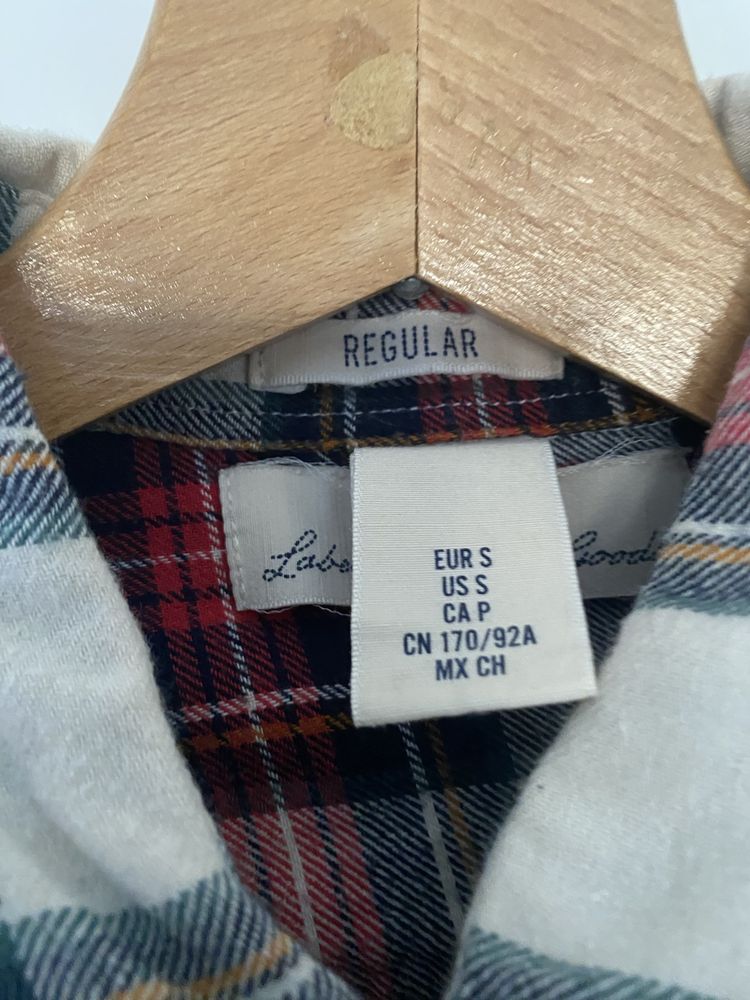 REGULAR
EUR S
US S
CA P
CN 170/92A
MX CH